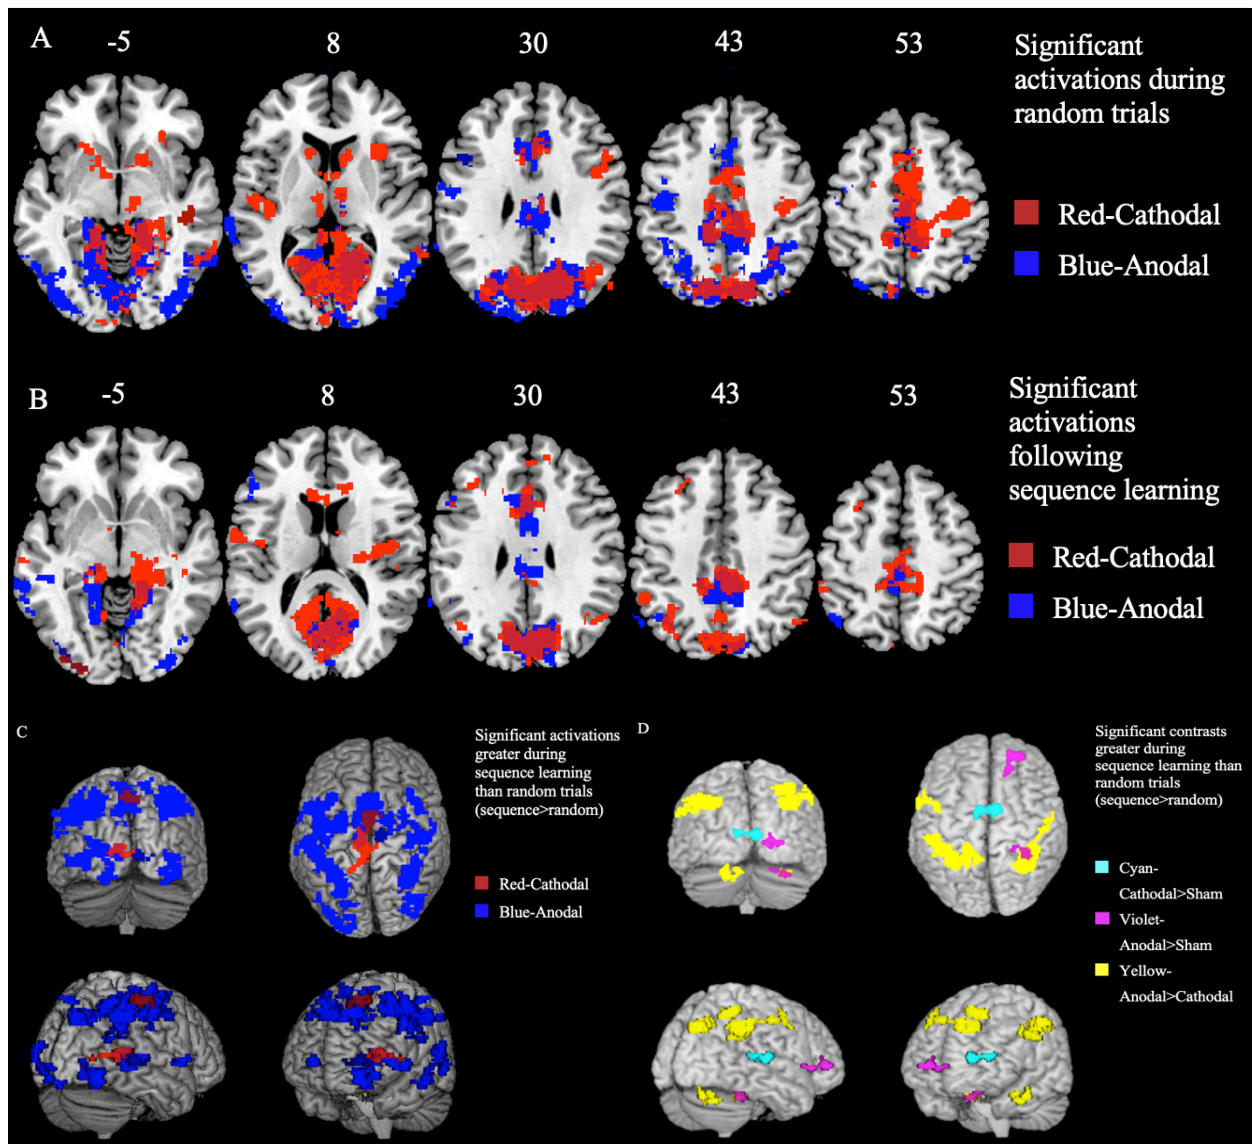 A
-5
8
30
43
53
Significant
activations during
random trials
Red-Cathodal
Blue-Anodal
B
-5
8
30
43
53
Significant
activations
following
sequence learning
Red-Cathodal
Blue-Anodal
C
Significant activations
greater during
sequence learning
than random trials
(sequence>random)
Red-Cathodal
Blue-Anodal
D
Significant contrasts
greater during
sequence learning than
random trials
(sequence>random)
Cyan-
Cathodal>Sham
Violet-
Anodal>Sham
Yellow-
Anodal>Cathodal